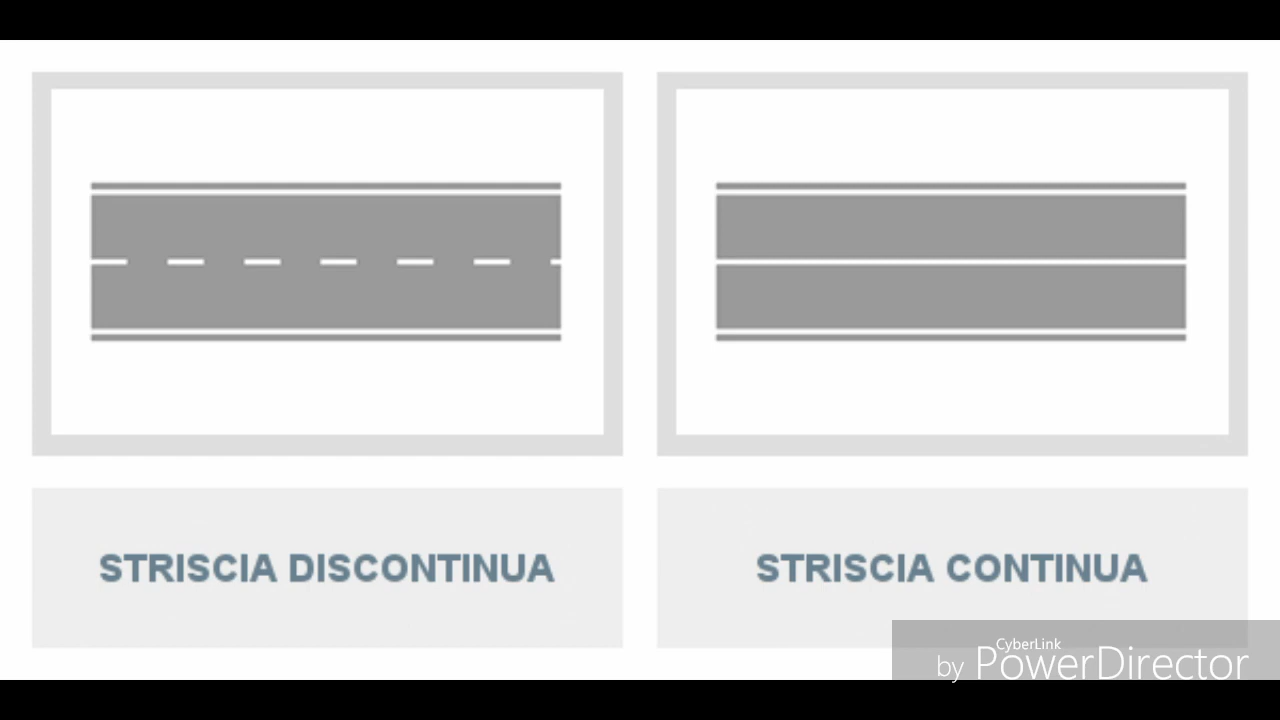 STRISCIA DISCONTINUA
STRISCIA CONTINUA
CyberLink
by PowerDirector